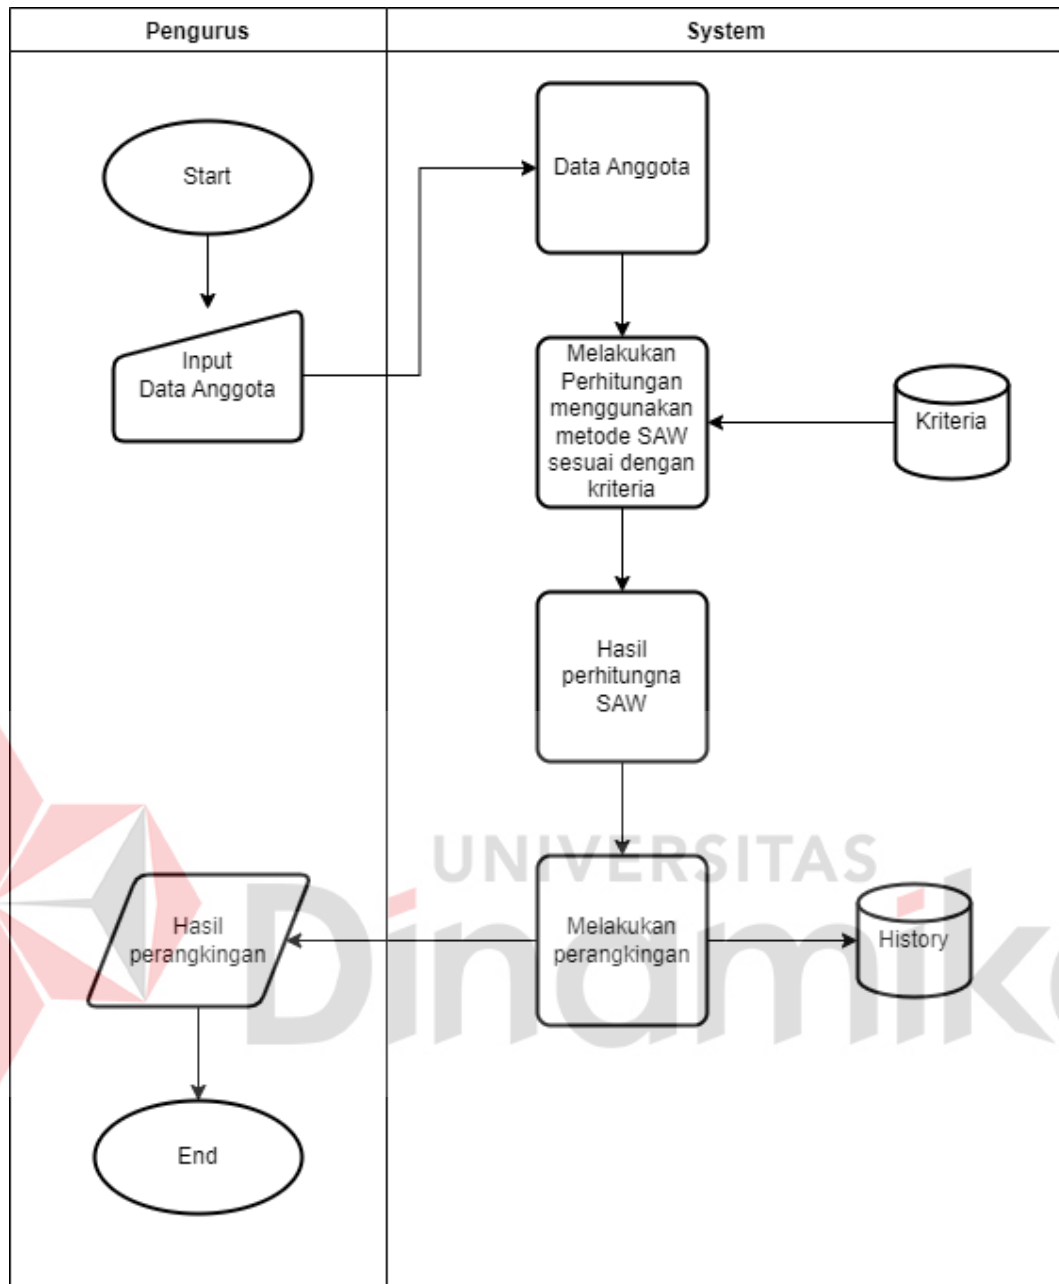 Pengurus
System
Start
Data Anggota
Input
Data Anggota
Melakukan
Perhitungan
menggunakan
metode SAW
sesuai dengan
kriteria
Kriteria
Hasil
perhitungna
SAW
UNIVERSITAS
Dinamika
Hasil
perangkingan
Melakukan
perangkingan
History
End